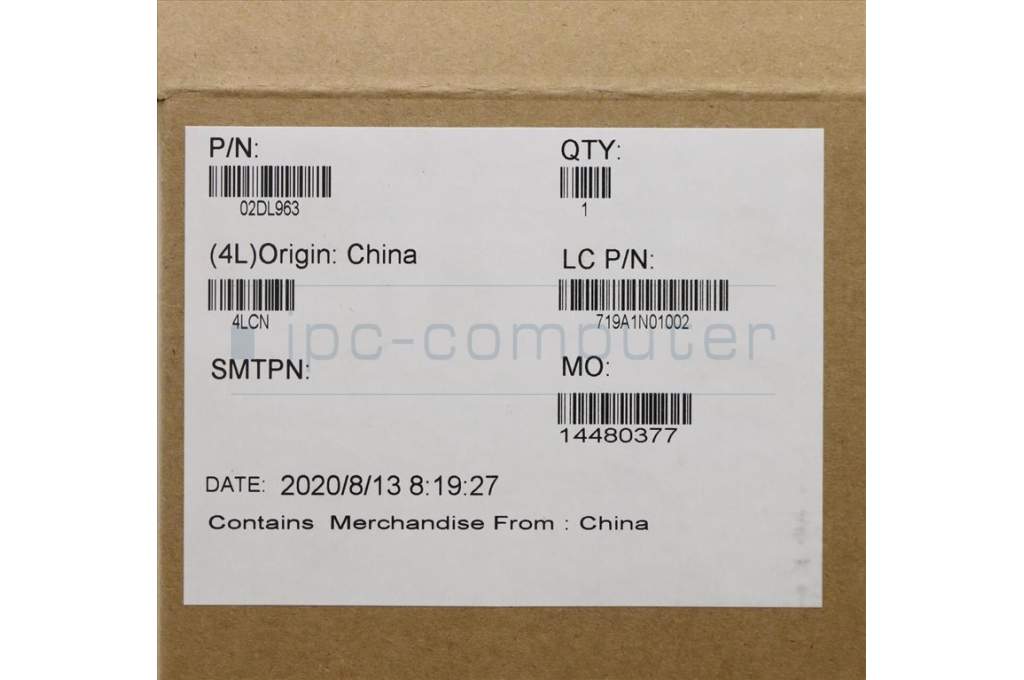 P/N:
QTY:
02DL963
1
(4L)Origin: China
LC P/N:
4LCN
719A1N01002
ipc-computer
SMTPN:
MO:
14480377
DATE: 2020/8/13 8:19:27
Contains Merchandise From : China